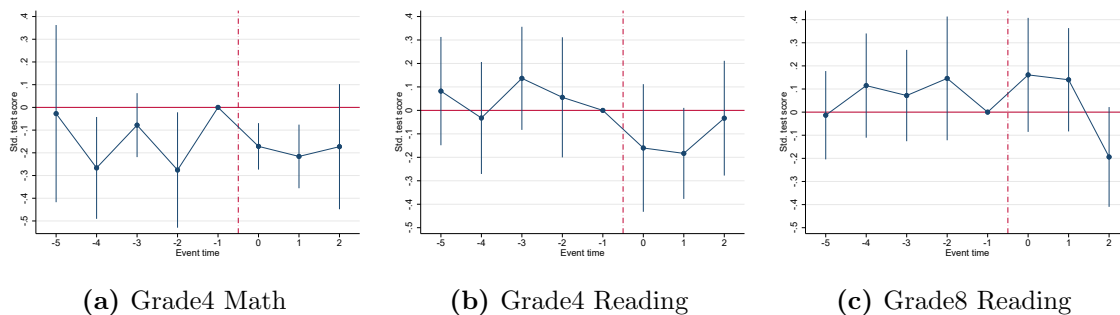 .4
.3
.2
.1
0
-.1
-.2
-.3
-.4
-.5
Std. test score
-5 -4 -3 -2 -1 0 1 2
Event time
(a) Grade4 Math
.4
.3
.2
.1
0
-.1
-.2
-.3
-.4
-.5
Std. test score
-5 -4 -3 -2 -1 0 1 2
Event time
(b) Grade4 Reading
.4
.3
.2
.1
0
-.1
-.2
-.3
-.4
-.5
Std. test score
-5 -4 -3 -2 -1 0 1 2
Event time
(c) Grade8 Reading